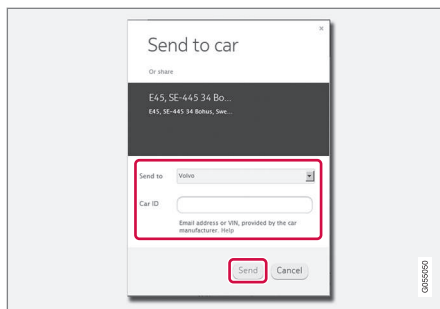 ×
Send to car
Or share
E45, SE-445 34 Bo...
E45, SE-445 34 Bohus, Swe...
Send to Volvo
Car ID
Email address or VIN, provided by the car
manufacturer. Help
Send Cancel
G055050